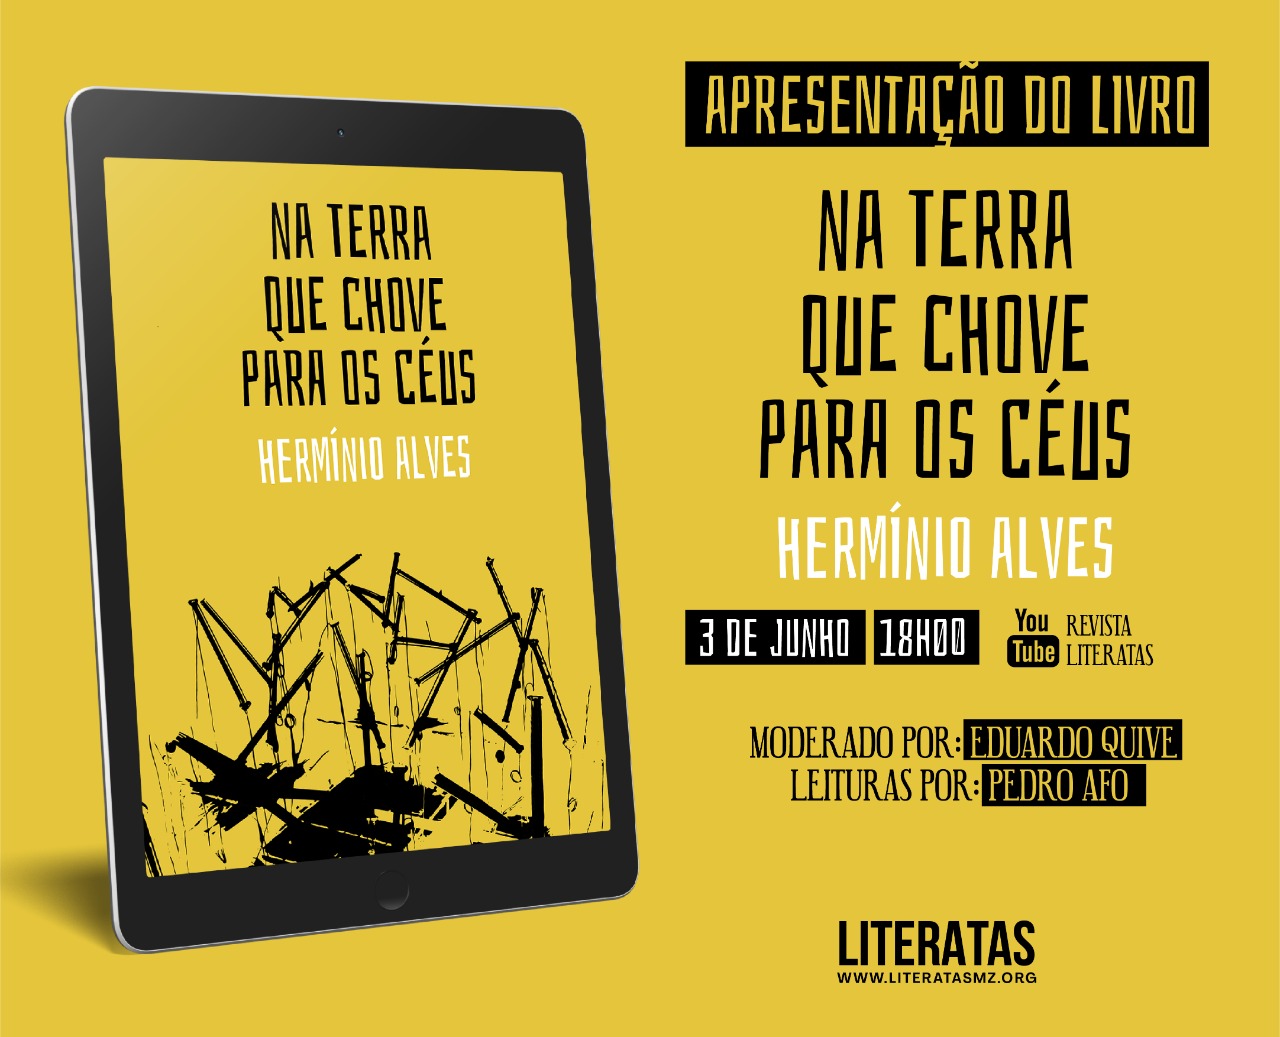 NA TERRA
QUE CHOVE
PARA OS CÉUS
HERMÍNIO ALVES
APRESENTAÇÃO DO LIVRO
NA TERRA
QUE CHOVE
PARA OS CÉUS
HERMÍNIO ALVES
3 DE JUNHO 18H00
You
Tube
REVISTA
LITERATAS
MODERADO POR: EDUARDO QUIVE
LEITURAS POR: PEDRO AFO
LITERATAS
WWW.LITERATASMZ.ORG